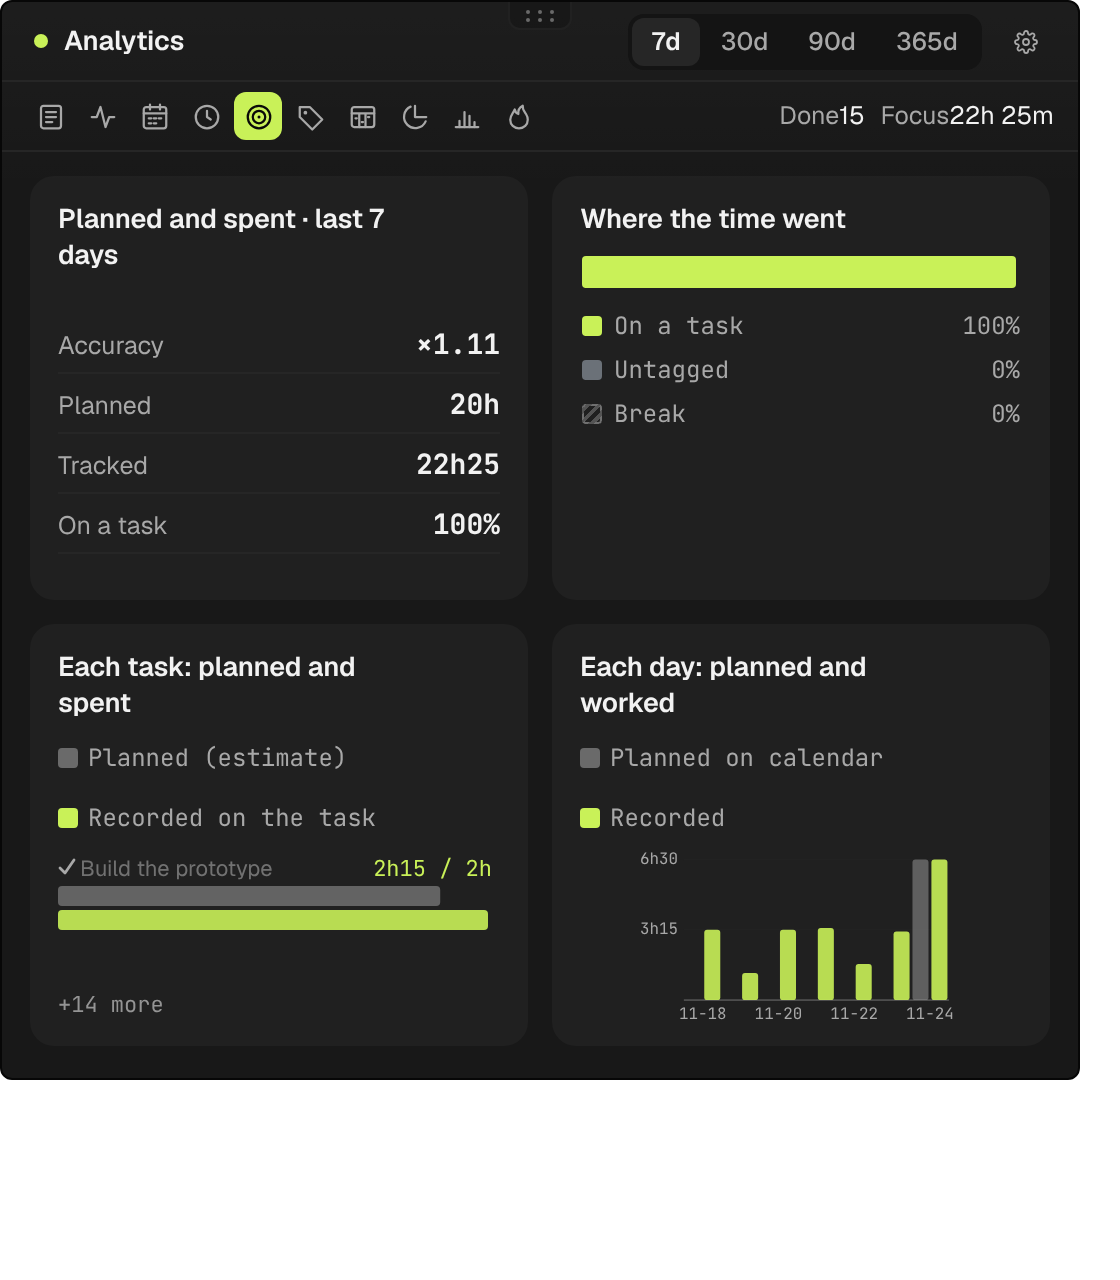 Analytics
7d 30d 90d 365d
Done15 Focus22h 25m
Planned and spent · last 7
days
Accuracy ×1.11
Planned 20h
Tracked 22h25
On a task 100%
Where the time went
On a task 100%
Untagged 0%
Break 0%
Each task: planned and
spent
Planned (estimate)
Recorded on the task
Build the prototype 2h15 / 2h
+14 more
Each day: planned and
worked
Planned on calendar
Recorded
6h30
3h15
11-18 11-20 11-22 11-24